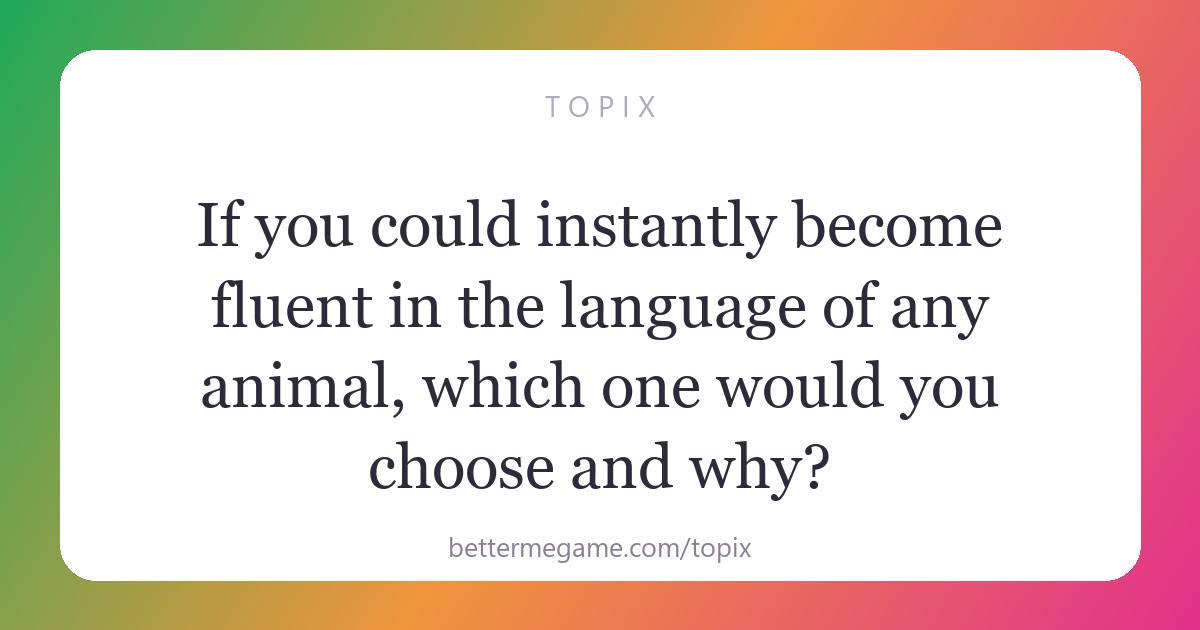 TOPIX
If you could instantly become
fluent in the language of any
animal, which one would you
choose and why?
bettermegame.com/topix